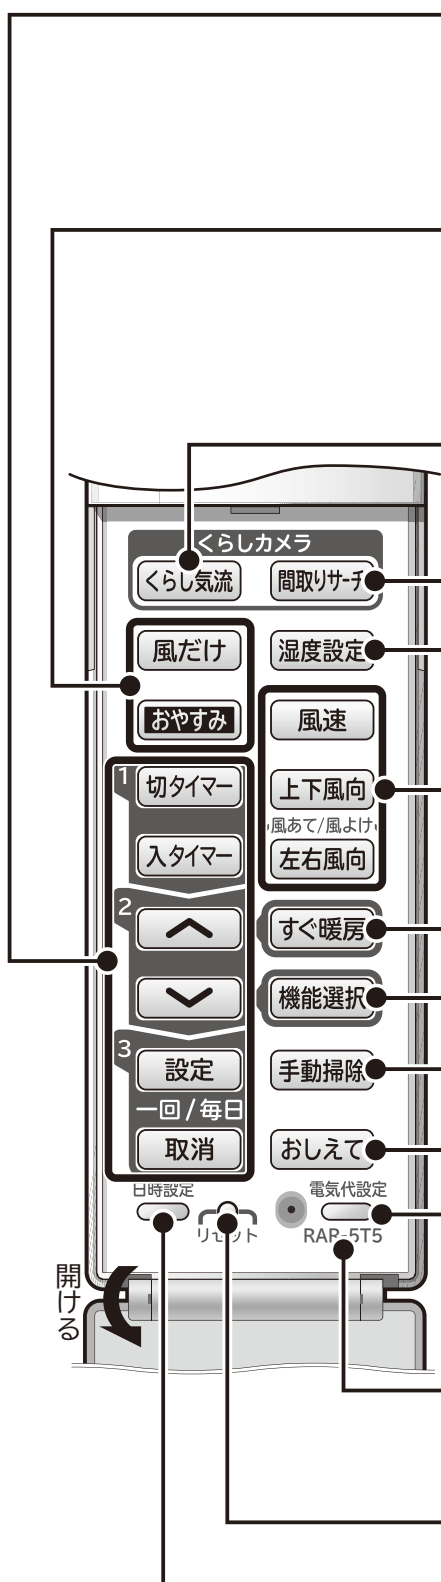 くらしカメラ
くらし気流 間取りサーチ
風だけ 湿度設定
おやすみ 風速
1 切タイマー 上下風向
風あて/風よけ
入タイマー 左右風向
2
すぐ暖房
機能選択
3
設定 手動掃除
一回/毎日
取消 おしえて
日時設定 電気代設定
リセット RAR-5T5
開ける